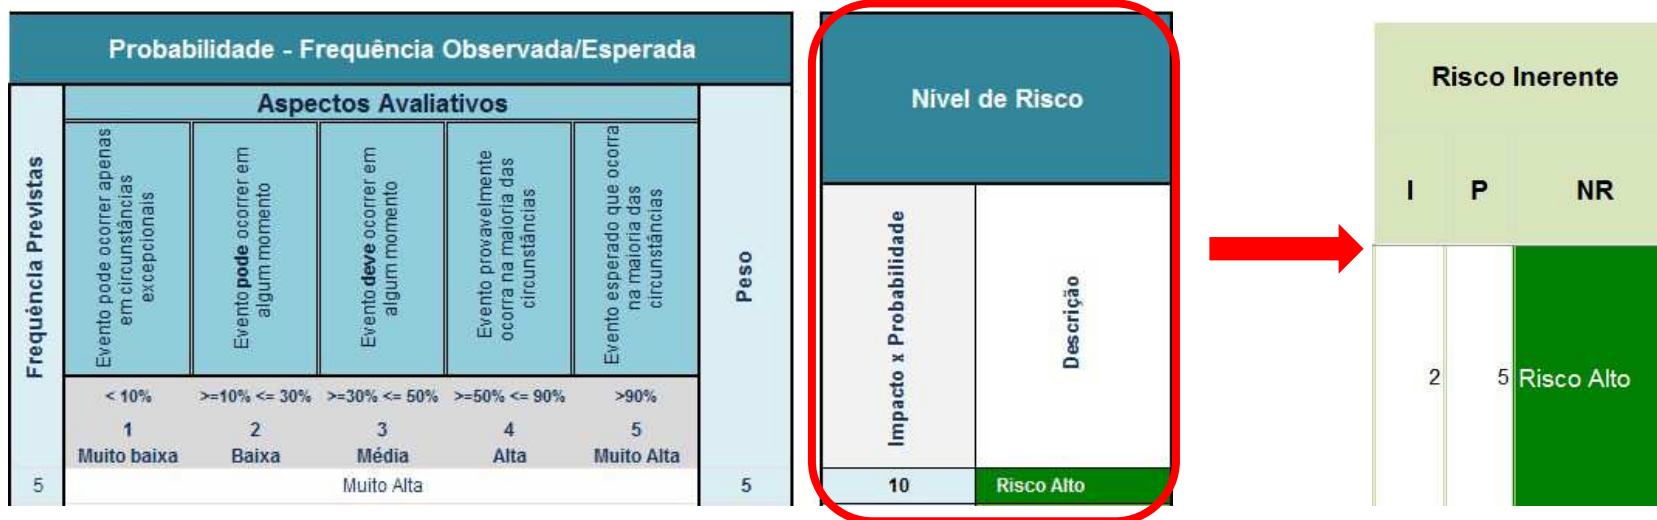 Probabilidade - Frequência Observada/Esperada
Frequência Previstas
Aspectos Avaliativos
Peso
Evento pode ocorrer apenas
em circunstâncias
excepcionais
Evento pode ocorrer em
algum momento
Evento deve ocorrer em
algum momento
Evento provavelmente
ocorra na maioria das
circunstâncias
Evento esperado que ocorra
na maioria das
circunstâncias
< 10% >=10% <= 30% >=30% <= 50% >=50% <= 90% >90%
1 2 3 4 5
Muito baixa Baixa Média Alta Muito Alta
5 Muito Alta 5
Nível de Risco
Impacto x Probabilidade
Descrição
10 Risco Alto
Risco Inerente
I P NR
2 5 Risco Alto